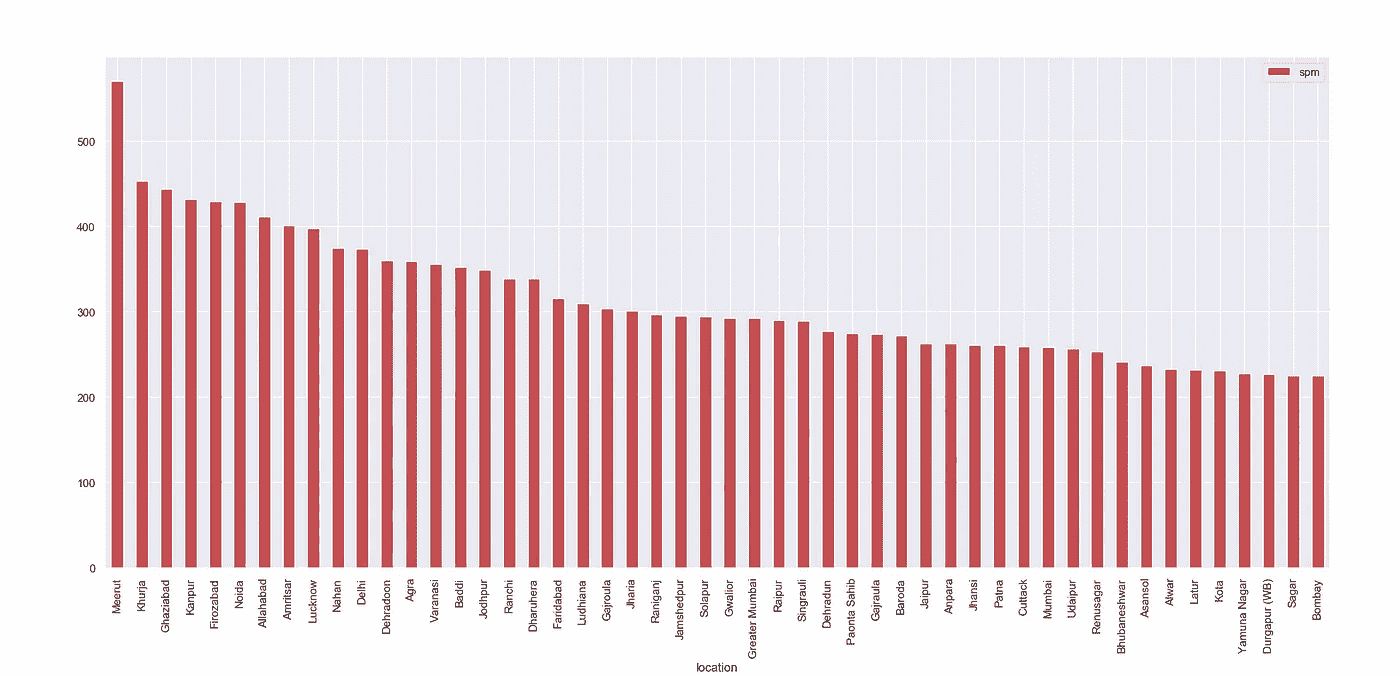 spm
500
400
300
200
100
0
Meerut
Khurja
Ghaziabad
Kanpur
Firozabad
Noida
Allahabad
Amritsar
Lucknow
Nahan
Delhi
Dehradoon
Agra
Varanasi
Baddi
Jodhpur
Ranchi
Dharuhera
Faridabad
Ludhiana
Gajroula
Jharia
Raniganj
Jamshedpur
Solapur
Gwalior
Greater Mumbai
Raipur
Singrauli
Dehradun
Paonta Sahib
Gajraula
Baroda
Jaipur
Anpara
Jhansi
Patna
Cuttack
Mumbai
Udaipur
Renusagar
Bhubaneshwar
Asansol
Alwar
Latur
Kota
Yamuna Nagar
Durgapur (WB)
Sagar
Bombay
location